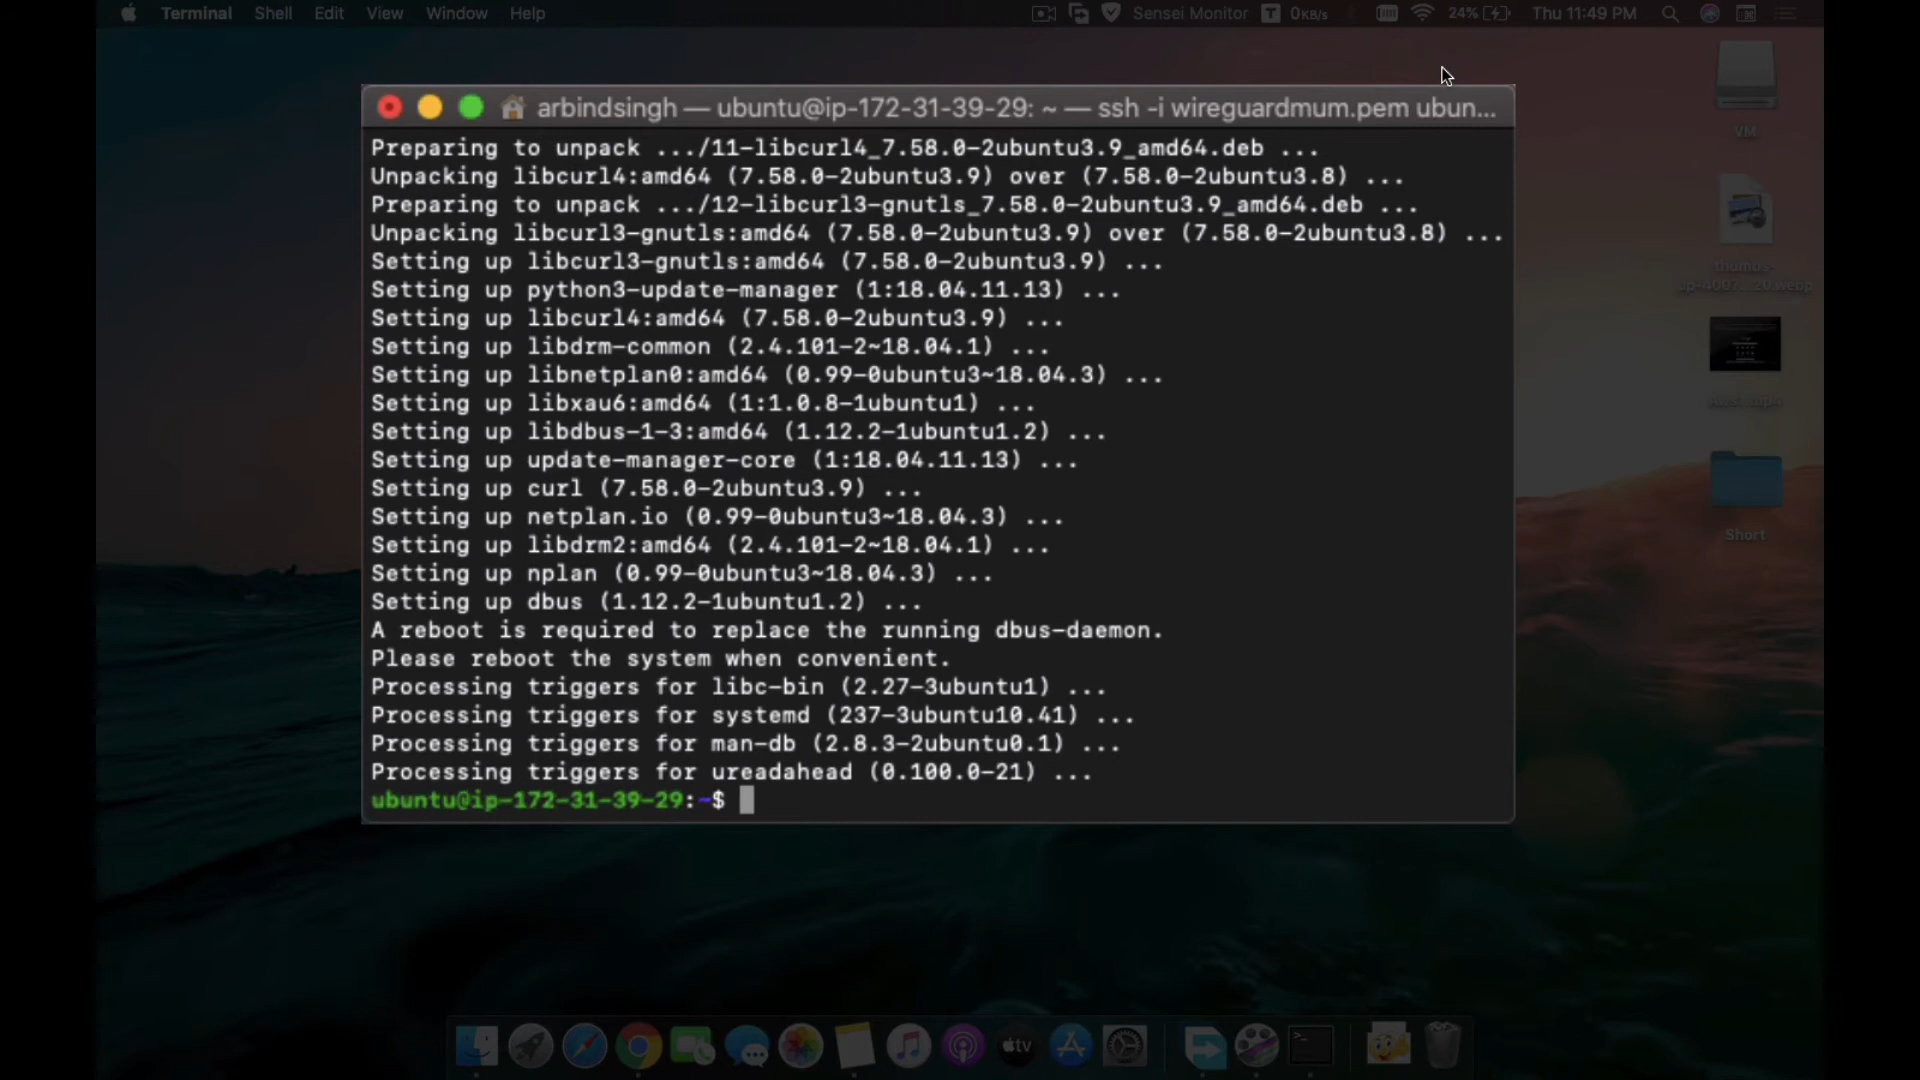 Terminal Shell Edit View Window Help Sensei Monitor T 0KB/s 24% Thu 11:49 PM
arbindsingh — ubuntu@ip-172-31-39-29: ~ — ssh -i wireguardmum.pem ubun...
Preparing to unpack .../11-libcurl4_7.58.0-2ubuntu3.9_amd64.deb ...
Unpacking libcurl4:amd64 (7.58.0-2ubuntu3.9) over (7.58.0-2ubuntu3.8) ...
Preparing to unpack .../12-libcurl3-gnutls_7.58.0-2ubuntu3.9_amd64.deb ...
Unpacking libcurl3-gnutls:amd64 (7.58.0-2ubuntu3.9) over (7.58.0-2ubuntu3.8) ...
Setting up libcurl3-gnutls:amd64 (7.58.0-2ubuntu3.9) ...
Setting up python3-update-manager (1:18.04.11.13) ...
Setting up libcurl4:amd64 (7.58.0-2ubuntu3.9) ...
Setting up libdrm-common (2.4.101-2~18.04.1) ...
Setting up libnetplan0:amd64 (0.99-0ubuntu3~18.04.3) ...
Setting up libxau6:amd64 (1:1.0.8-1ubuntu1) ...
Setting up libdbus-1-3:amd64 (1.12.2-1ubuntu1.2) ...
Setting up update-manager-core (1:18.04.11.13) ...
Setting up curl (7.58.0-2ubuntu3.9) ...
Setting up netplan.io (0.99-0ubuntu3~18.04.3) ...
Setting up libdrm2:amd64 (2.4.101-2~18.04.1) ...
Setting up nplan (0.99-0ubuntu3~18.04.3) ...
Setting up dbus (1.12.2-1ubuntu1.2) ...
A reboot is required to replace the running dbus-daemon.
Please reboot the system when convenient.
Processing triggers for libc-bin (2.27-3ubuntu1) ...
Processing triggers for systemd (237-3ubuntu10.41) ...
Processing triggers for man-db (2.8.3-2ubuntu0.1) ...
Processing triggers for ureadahead (0.100.0-21) ...
ubuntu@ip-172-31-39-29:~$
VM
Short
tv